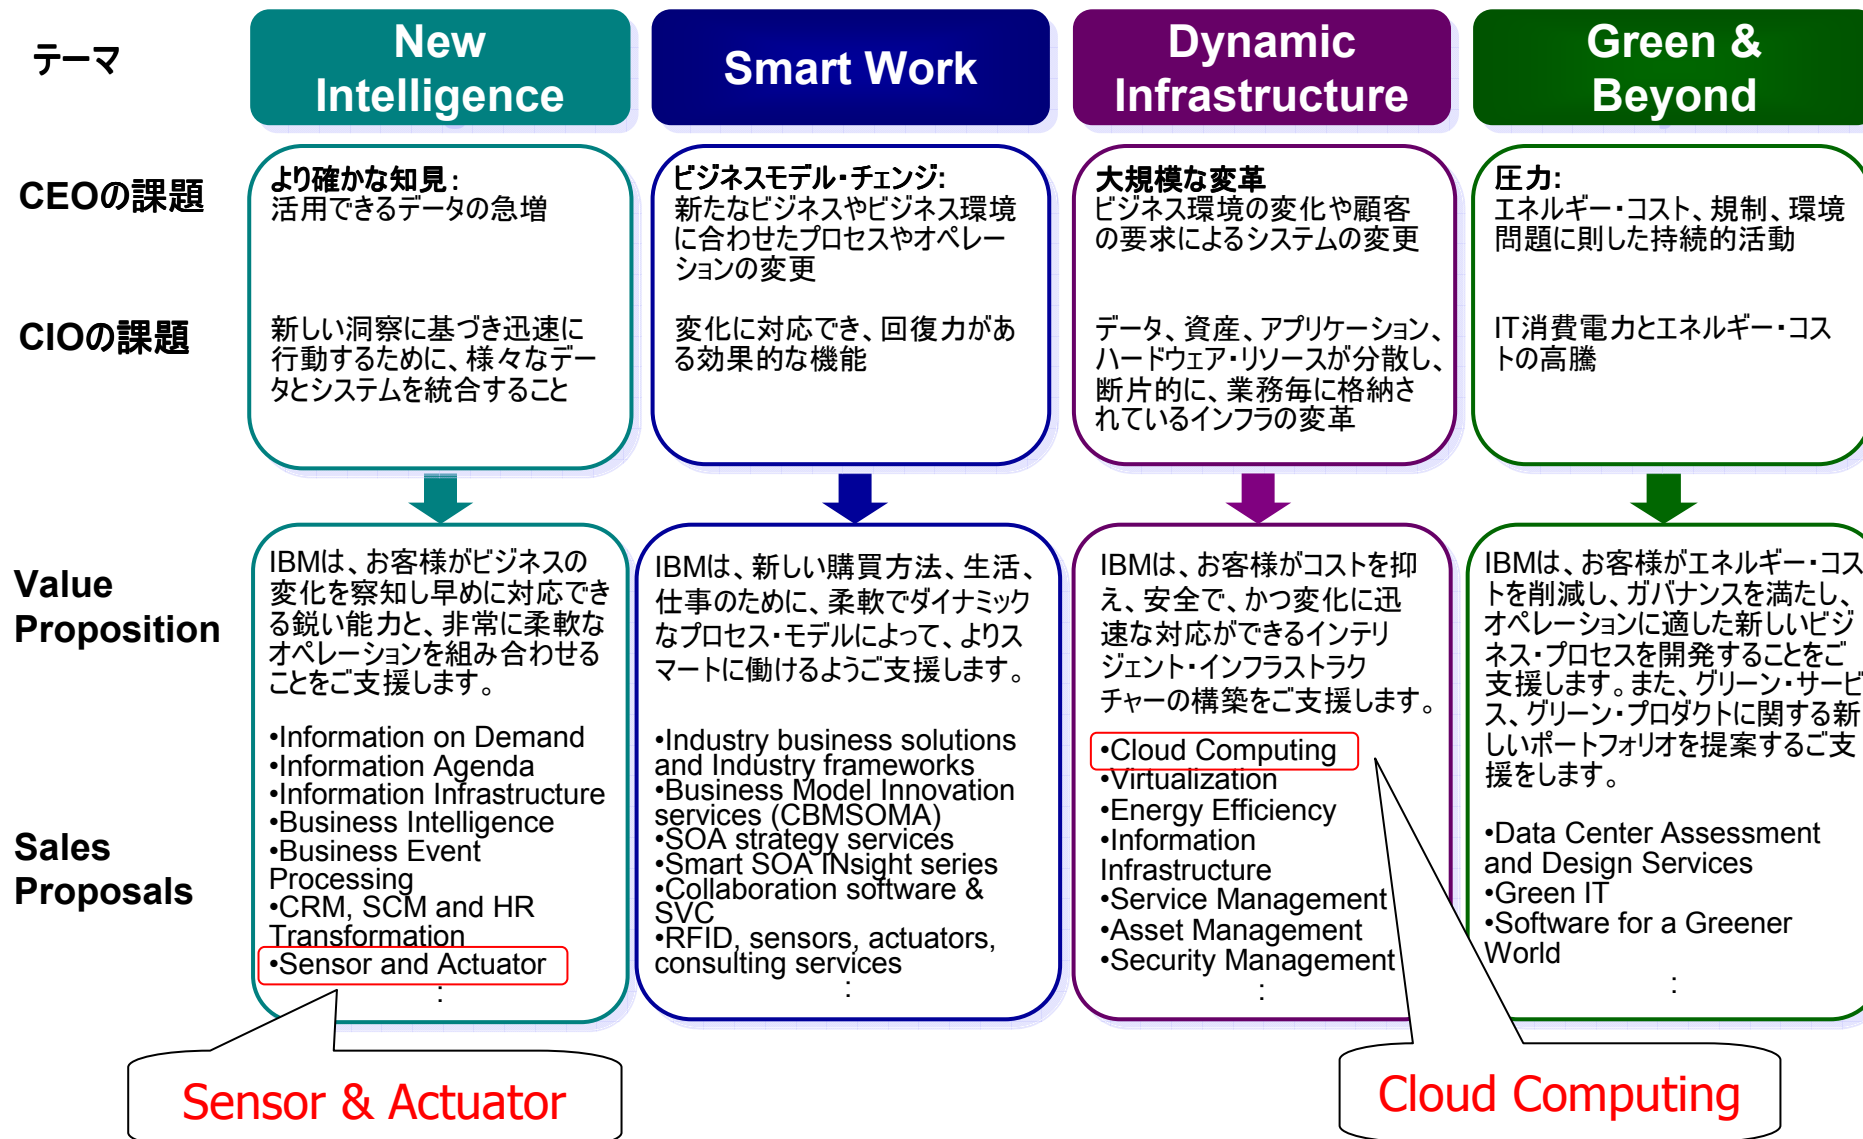 テーマ
New
Intelligence
Smart Work
Dynamic
Infrastructure
Green &
Beyond
CEOの課題
より確かな知見:
活用できるデータの急増
ビジネスモデル・チェンジ:
新たなビジネスやビジネス環境
に合わせたプロセスやオペレー
ションの変更
大規模な変革
ビジネス環境の変化や顧客
の要求によるシステムの変更
圧力:
エネルギー・コスト、規制、環境
問題に則した持続的活動
CIOの課題
新しい洞察に基づき迅速に
行動するために、様々なデー
タとシステムを統合すること
変化に対応でき、回復力があ
る効果的な機能
データ、資産、アプリケーション、
ハードウェア・リソースが分散し、
断片的に、業務毎に格納さ
れているインフラの変革
IT消費電力とエネルギー・コス
トの高騰
Value
Proposition
IBMは、お客様がビジネスの
変化を察知し早めに対応でき
る鋭い能力と、非常に柔軟な
オペレーションを組み合わせる
ことをご支援します。
IBMは、新しい購買方法、生活、
仕事のために、柔軟でダイナミック
なプロセス・モデルによって、よりス
マートに働けるようご支援します。
IBMは、お客様がコストを抑
え、安全で、かつ変化に迅
速な対応ができるインテリ
ジェント・インフラストラク
チャーの構築をご支援します。
IBMは、お客様がエネルギー・コス
トを削減し、ガバナンスを満たし、
オペレーションに適した新しいビジ
ネス・プロセスを開発することをご
支援します。また、グリーン・サービ
ス、グリーン・プロダクトに関する新
しいポートフォリオを提案するご支
援をします。
Sales
Proposals
•Information on Demand
•Information Agenda
•Information Infrastructure
•Business Intelligence
•Business Event
Processing
•CRM, SCM and HR
Transformation
•Sensor and Actuator
:
•Industry business solutions
and Industry frameworks
•Business Model Innovation
services (CBMSOMA)
•SOA strategy services
•Smart SOA INsight series
•Collaboration software &
SVC
•RFID, sensors, actuators,
consulting services
:
•Cloud Computing
•Virtualization
•Energy Efficiency
•Information
Infrastructure
•Service Management
•Asset Management
•Security Management
:
•Data Center Assessment
and Design Services
•Green IT
•Software for a Greener
World
:
Sensor & Actuator
Cloud Computing